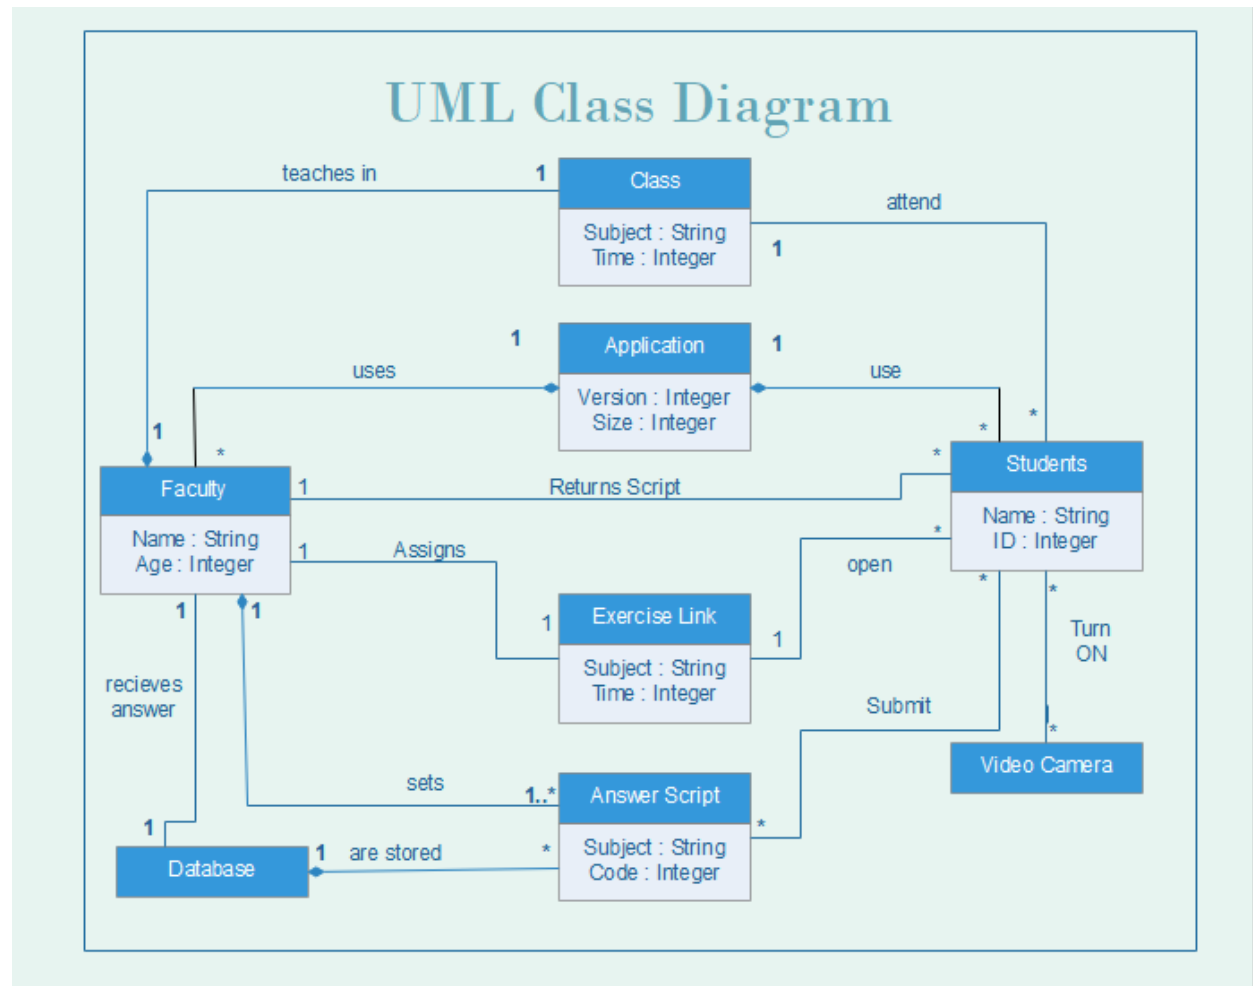 UML Class Diagram
teaches in
1
Class
attend
Subject : String
Time : Integer
1
1
Application
1
uses
use
Version : Integer
Size : Integer
1
*
*
*
*
Faculty
1
Returns Script
Students
Name : String
Age : Integer
Name : String
ID : Integer
1
Assigns
*
open
1
1
*
*
1
Exercise Link
1
Turn
ON
Subject : String
Time : Integer
recieves
answer
Submit
*
Video Camera
sets
1..*
Answer Script
*
1
Database
1
are stored
*
Subject : String
Code : Integer